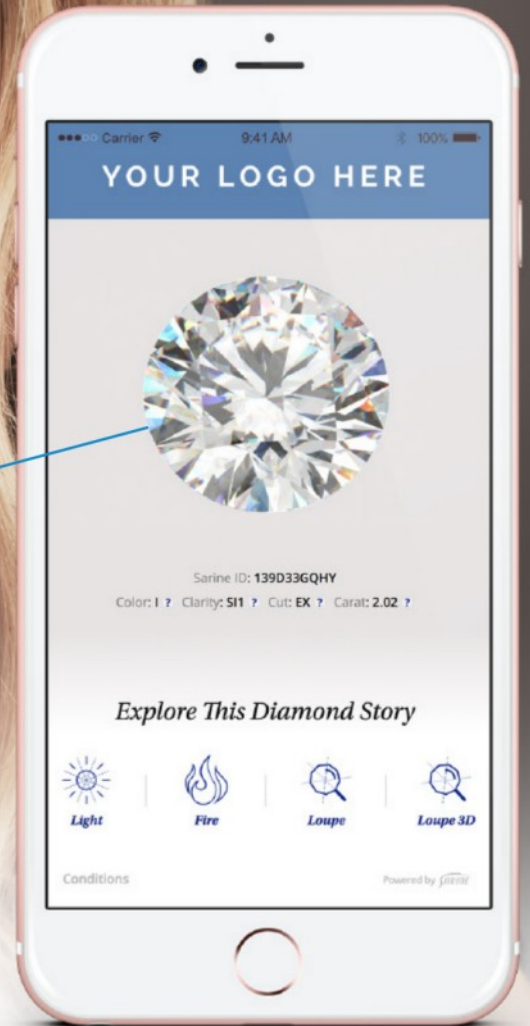 Carrier 9:41 AM 100%
YOUR LOGO HERE
Sarine ID: 139D33GQHY
Color: I ? Clarity: SI1 ? Cut: EX ? Carat: 2.02 ?
Explore This Diamond Story
Light Fire Loupe Loupe 3D
Conditions Powered by Sarine